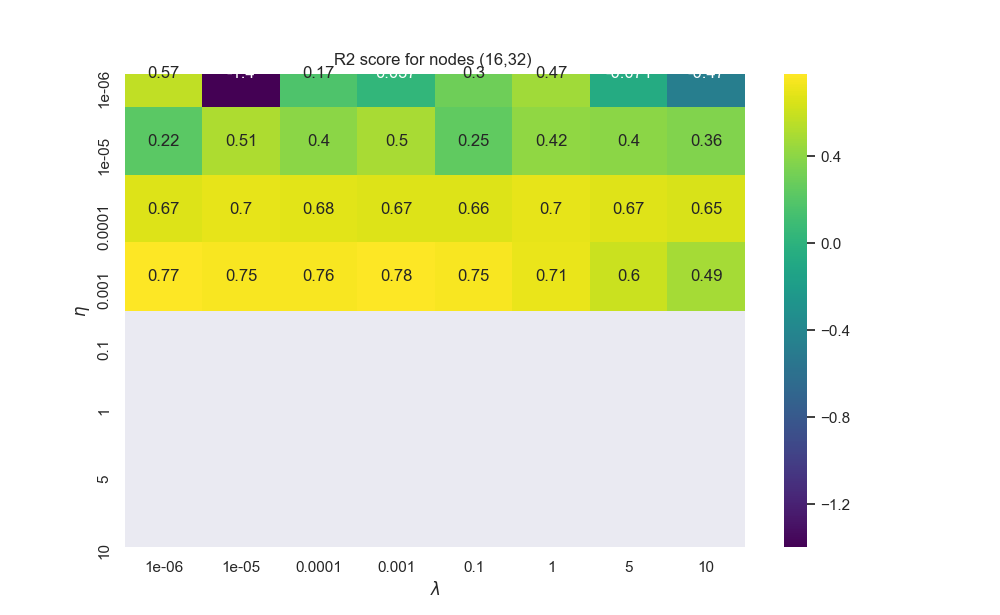 R2 score for nodes (16,32)
1e-06 0.57 -1.4 0.17 0.3 0.47
1e-05 0.22 0.51 0.4 0.5 0.25 0.42 0.4 0.36
0.0001 0.67 0.7 0.68 0.67 0.66 0.7 0.67 0.65
0.001 0.77 0.75 0.76 0.78 0.75 0.71 0.6 0.49
0.1
1
5
10
η
1e-06 1e-05 0.0001 0.001 0.1 1 5 10
λ
0.4
0.0
−0.4
−0.8
−1.2